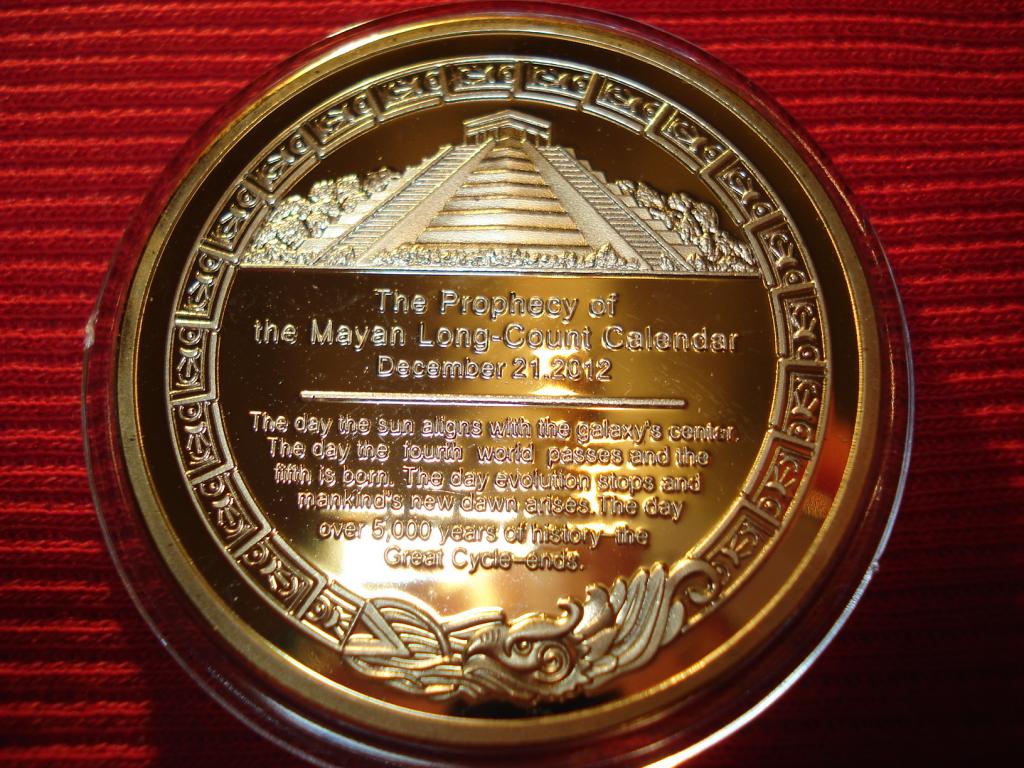 The Prophecy of
the Mayan Long-Count Calendar
December 21.2012
The day the sun aligns with the galaxy's center.
The day the fourth world passes and the
fifth is born. The day evolution stops and
mankind's new dawn arises. The day
over 5,000 years of history–the
Great Cycle–ends.